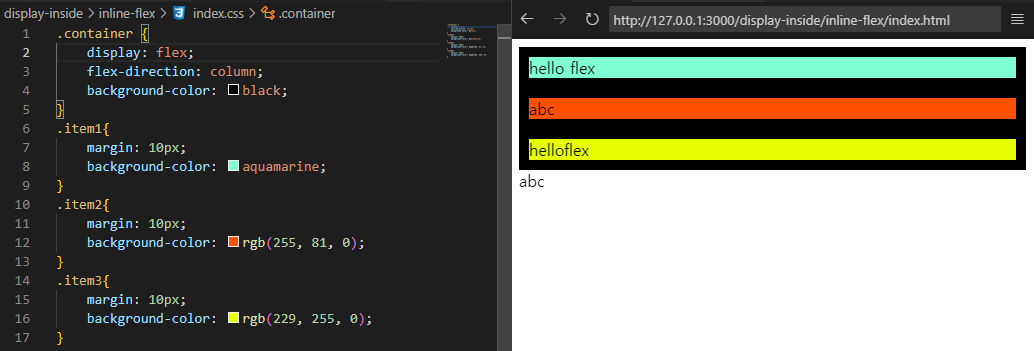 display-inside > inline-flex > index.css > .container
1 .container {
2 display: flex;
3 flex-direction: column;
4 background-color: black;
5 }
6 .item1{
7 margin: 10px;
8 background-color: aquamarine;
9 }
10 .item2{
11 margin: 10px;
12 background-color: rgb(255, 81, 0);
13 }
14 .item3{
15 margin: 10px;
16 background-color: rgb(229, 255, 0);
17 }
http://127.0.0.1:3000/display-inside/inline-flex/index.html
hello flex
abc
helloflex
abc